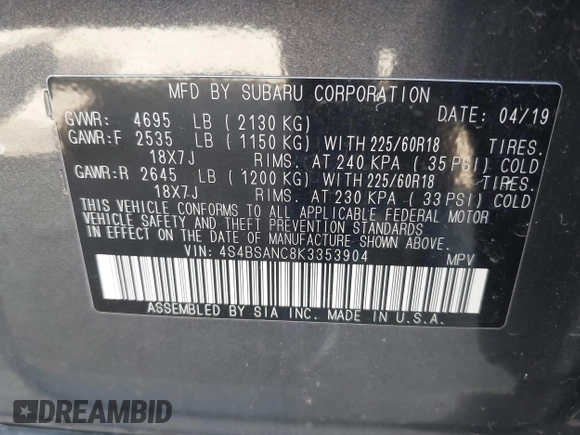 MFD BY SUBARU CORPORATION
GVWR: 4695 LB (2130 KG) DATE: 04/19
GAWR:F 2535 LB (1150 KG) WITH 225/60R18 TIRES.
18X7J RIMS. AT 240 KPA (35 PSI) COLD
GAWR:R 2645 LB (1200 KG) WITH 225/60R18 TIRES.
18X7J RIMS. AT 230 KPA (33 PSI) COLD
THIS VEHICLE CONFORMS TO ALL APPLICABLE FEDERAL MOTOR
VEHICLE SAFETY AND THEFT PREVENTION STANDARDS
IN EFFECT ON THE DATE OF MANUFACTURE SHOWN ABOVE.
VIN: 4S4BSANC8K3353904 MPV
ASSEMBLED BY SIA INC. MADE IN U.S.A.
DREAMBID